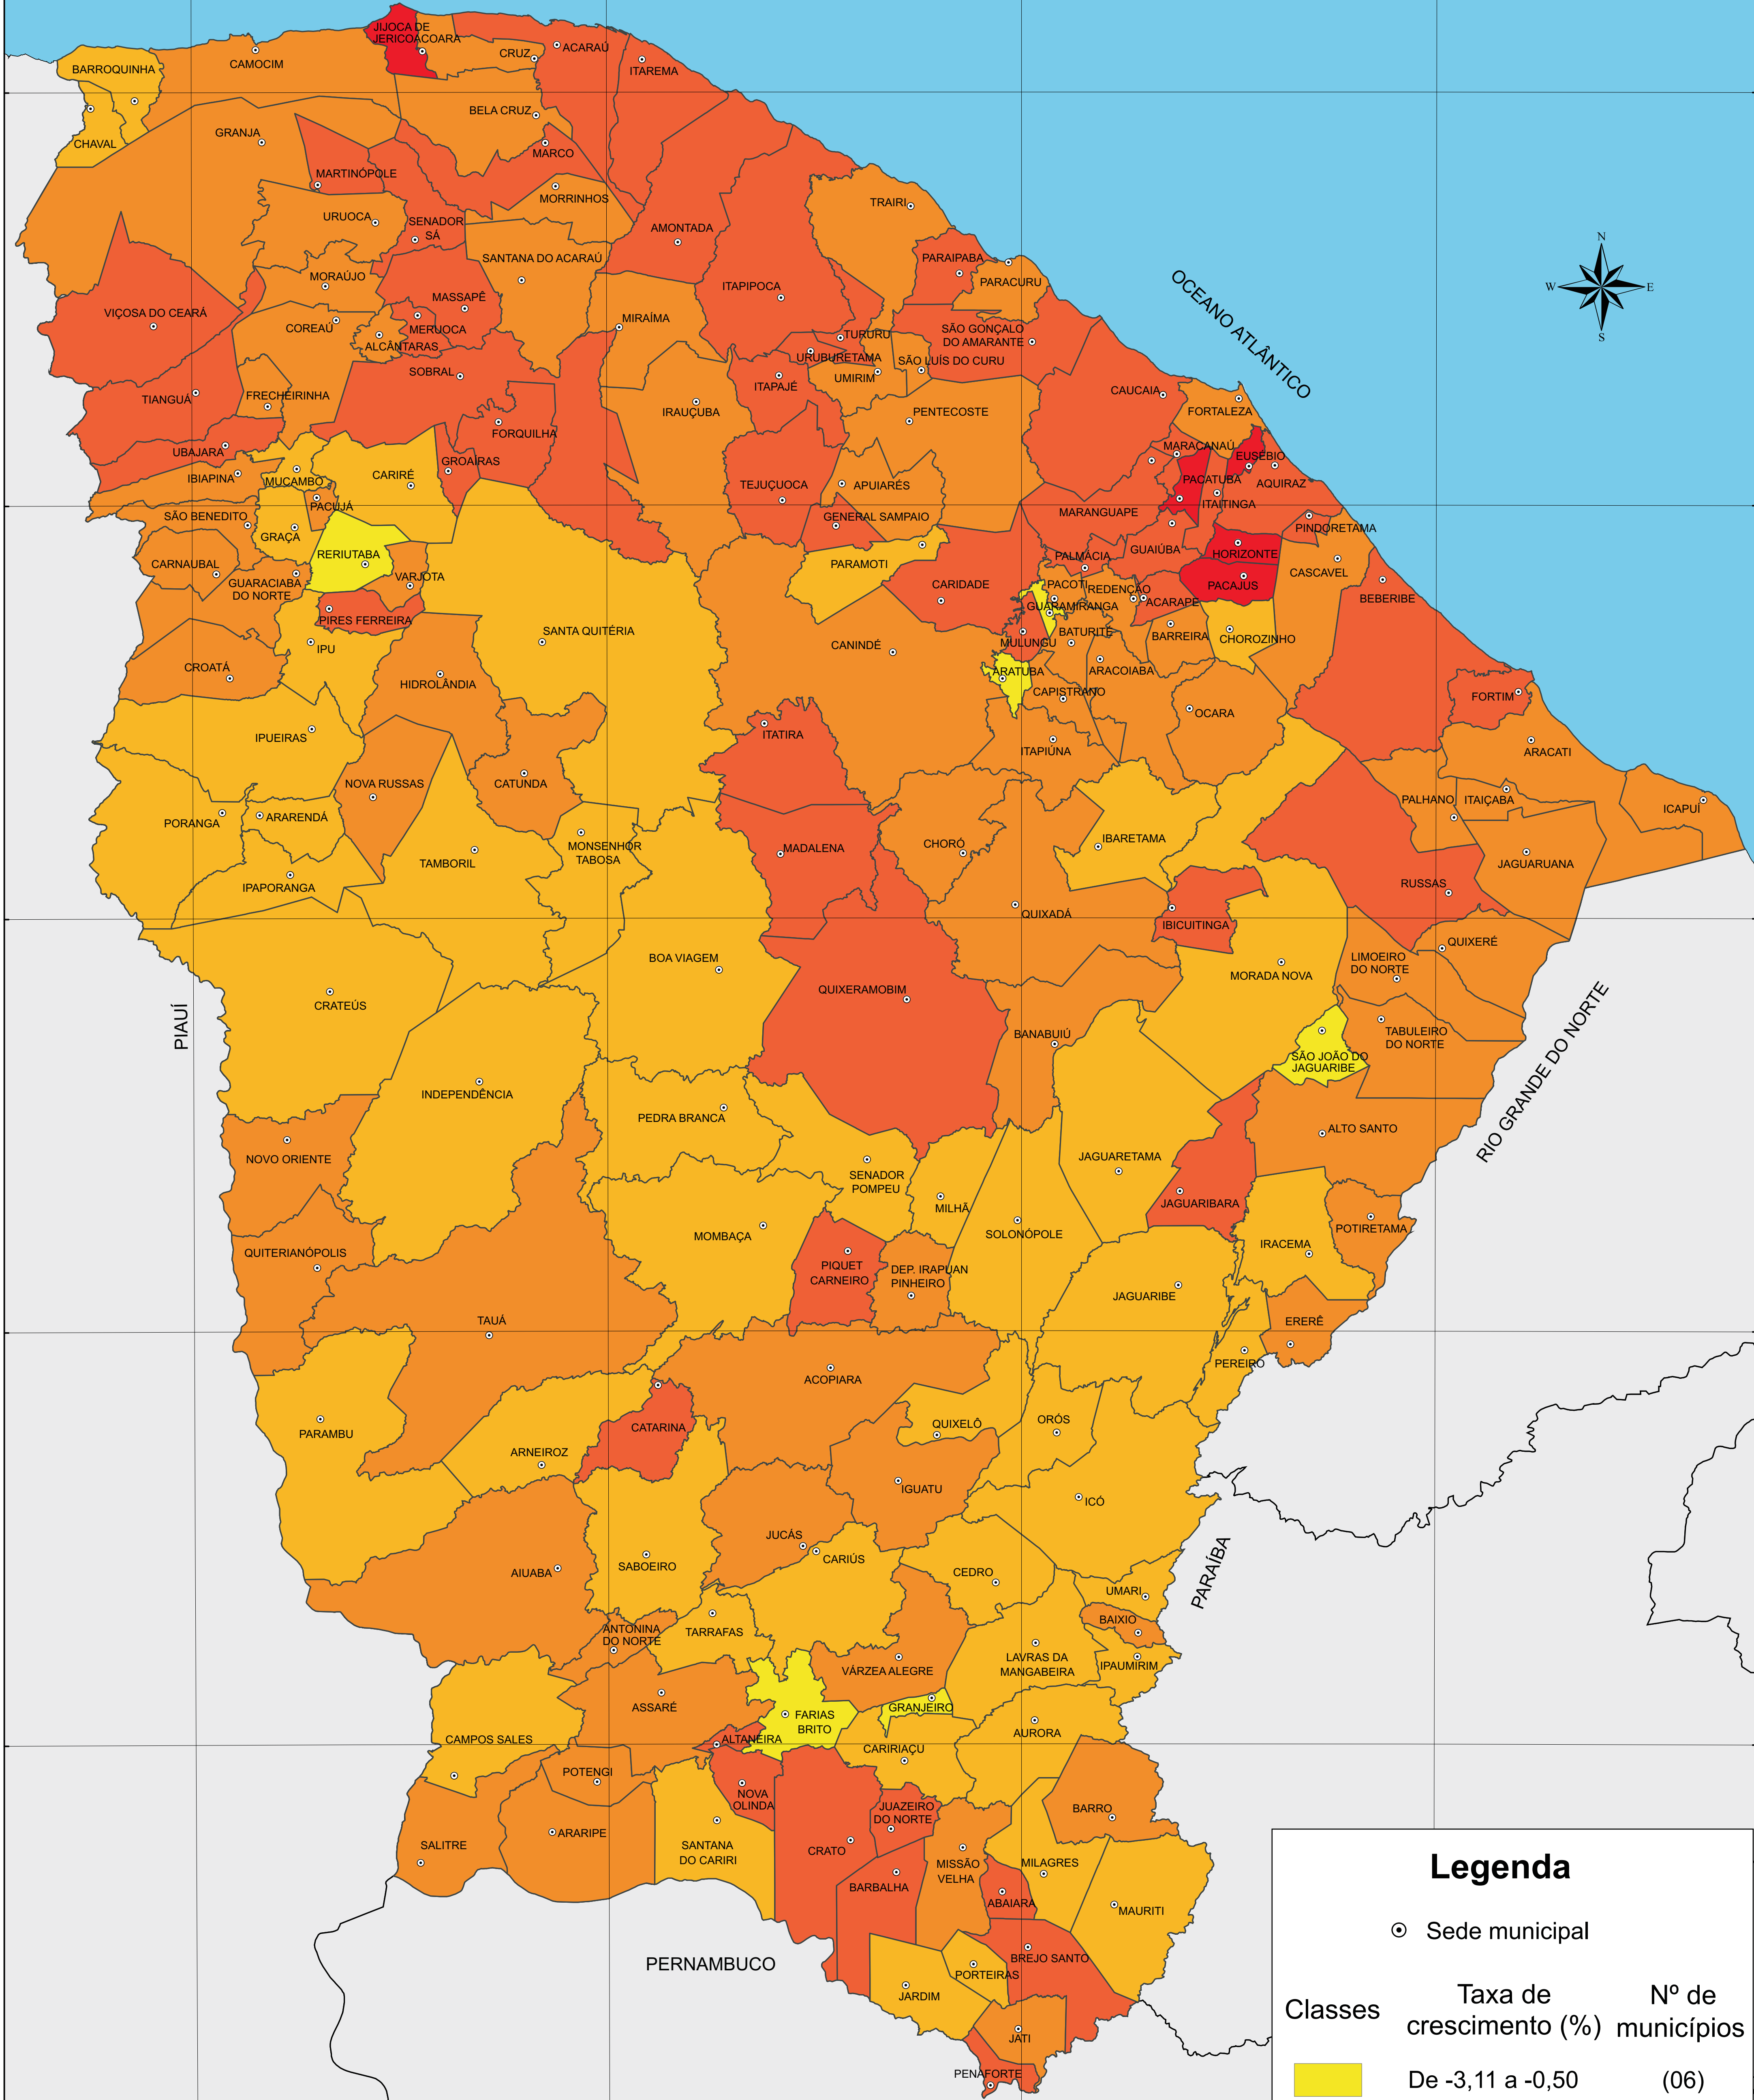 JIJOCA DE
JERICOACOARA
CRUZ
ACARAÚ
ITAREMA
BARROQUINHA
CAMOCIM
CHAVAL
GRANJA
BELA CRUZ
MARCO
MARTINÓPOLE
MORRINHOS
URUOCA
SENADOR
SÁ
AMONTADA
TRAIRI
N
W
E
S
SANTANA DO ACARAÚ
MORAÚJO
ITAPIPOCA
PARAIPABA
PARACURU
OCEANO ATLÂNTICO
VIÇOSA DO CEARÁ
MASSAPÊ
COREAÚ
MERUOCA
ALCÂNTARAS
MIRAÍMA
TURURU
SÃO GONÇALO
DO AMARANTE
URUBURETAMA
SÃO LUÍS DO CURU
UMIRIM
SOBRAL
ITAPAJÉ
TIANGUÁ
FRECHEIRINHA
IRAUÇUBA
PENTECOSTE
CAUCAIA
FORTALEZA
FORQUILHA
UBAJARA
GROAÍRAS
MARACANAÚ
EUSÉBIO
IBIAPINA
MUCAMBO
CARIRÉ
TEJUÇUOCA
APUIARÉS
PACATUBA
AQUIRAZ
PACUJÁ
ITAITINGA
SÃO BENEDITO
GENERAL SAMPAIO
MARANGUAPE
PINDORETAMA
GRAÇA
CARNAUBAL
RERIUTABA
PARAMOTI
PALMÁCIA
GUAIÚBA
HORIZONTE
GUARACIABA
DO NORTE
VARJOTA
CARIDADE
PACOTI
REDENÇÃO
PACAJUS
CASCAVEL
BEBERIBE
PIRES FERREIRA
GUARAMIRANGA
ACARAPE
IPU
SANTA QUITÉRIA
CANINDÉ
MULUNGU
BATURITÉ
BARREIRA
CHOROZINHO
CROATÁ
HIDROLÂNDIA
ARATUBA
ARACOIABA
CAPISTRANO
FORTIM
IPUEIRAS
ITATIRA
OCARA
ITAPIÚNA
ARACATI
NOVA RUSSAS
CATUNDA
PALHANO
ITAIÇABA
ICAPUÍ
PORANGA
ARARENDÁ
TAMBORIL
MONSENHOR
TABOSA
MADALENA
CHORÓ
IBARETAMA
JAGUARUANA
IPAPORANGA
RUSSAS
QUIXADÁ
IBICUITINGA
QUIXERÉ
BOA VIAGEM
MORADA NOVA
LIMOEIRO
DO NORTE
CRATEÚS
QUIXERAMOBIM
PIAUÍ
BANABUIÚ
TABULEIRO
DO NORTE
SÃO JOÃO DO
JAGUARIBE
RIO GRANDE DO NORTE
INDEPENDÊNCIA
PEDRA BRANCA
ALTO SANTO
NOVO ORIENTE
JAGUARETAMA
SENADOR
POMPEU
MILHÃ
JAGUARIBARA
POTIRETAMA
MOMBAÇA
SOLONÓPOLE
IRACEMA
QUITERIANÓPOLIS
PIQUET
CARNEIRO
DEP. IRAPUAN
PINHEIRO
JAGUARIBE
TAUÁ
ERERÊ
PEREIRO
ACOPIARA
PARAMBU
CATARINA
QUIXELÔ
ORÓS
ARNEIROZ
IGUATU
ICÓ
JUCÁS
CARIÚS
SABOEIRO
AIUABA
CEDRO
UMARI
PARAÍBA
BAIXIO
ANTONINA
DO NORTE
TARRAFAS
VÁRZEA ALEGRE
LAVRAS DA
MANGABEIRA
IPAUMIRIM
ASSARÉ
FARIAS
BRITO
GRANJEIRO
CAMPOS SALES
ALTANEIRA
CARIRIAÇU
AURORA
POTENGI
NOVA
OLINDA
JUAZEIRO
DO NORTE
BARRO
SALITRE
ARARIPE
SANTANA
DO CARIRI
CRATO
MISSÃO
VELHA
MILAGRES
BARBALHA
ABAIARA
MAURITI
PERNAMBUCO
BREJO SANTO
PORTEIRAS
JARDIM
JATI
PENAFORTE
Legenda
Sede municipal
Classes
Taxa de
crescimento (%)
Nº de
municípios
De -3,11 a -0,50
(06)